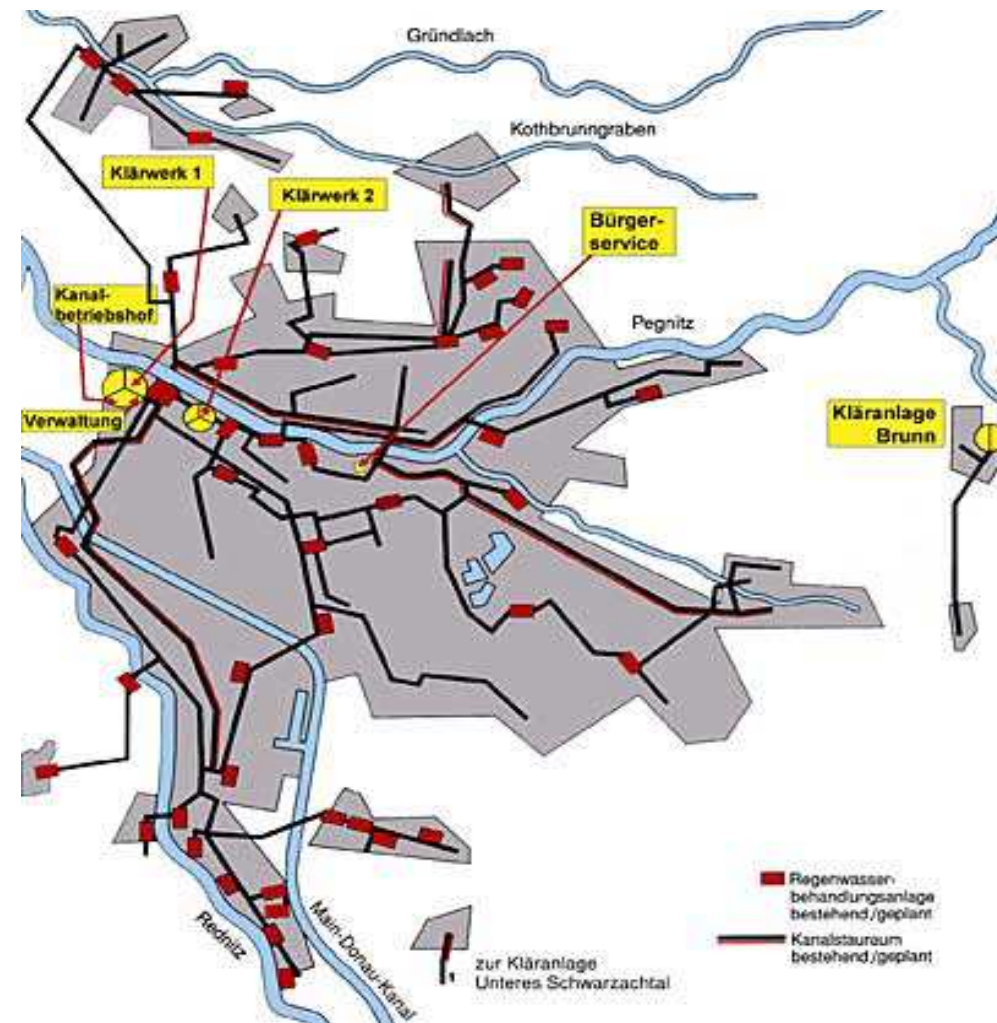 Gründlach
Kothbrunngraben
Klärwerk 1
Klärwerk 2
Bürger-
service
Kanal-
betriebshof
Pegnitz
Verwaltung
Kläranlage
Brunn
Regenwasser-
behandlungsanlage
bestehend/geplant
Kanalstauraum
bestehend/geplant
Rednitz
Main-Donau-Kanal
zur Kläranlage
Unteres Schwarzachtal